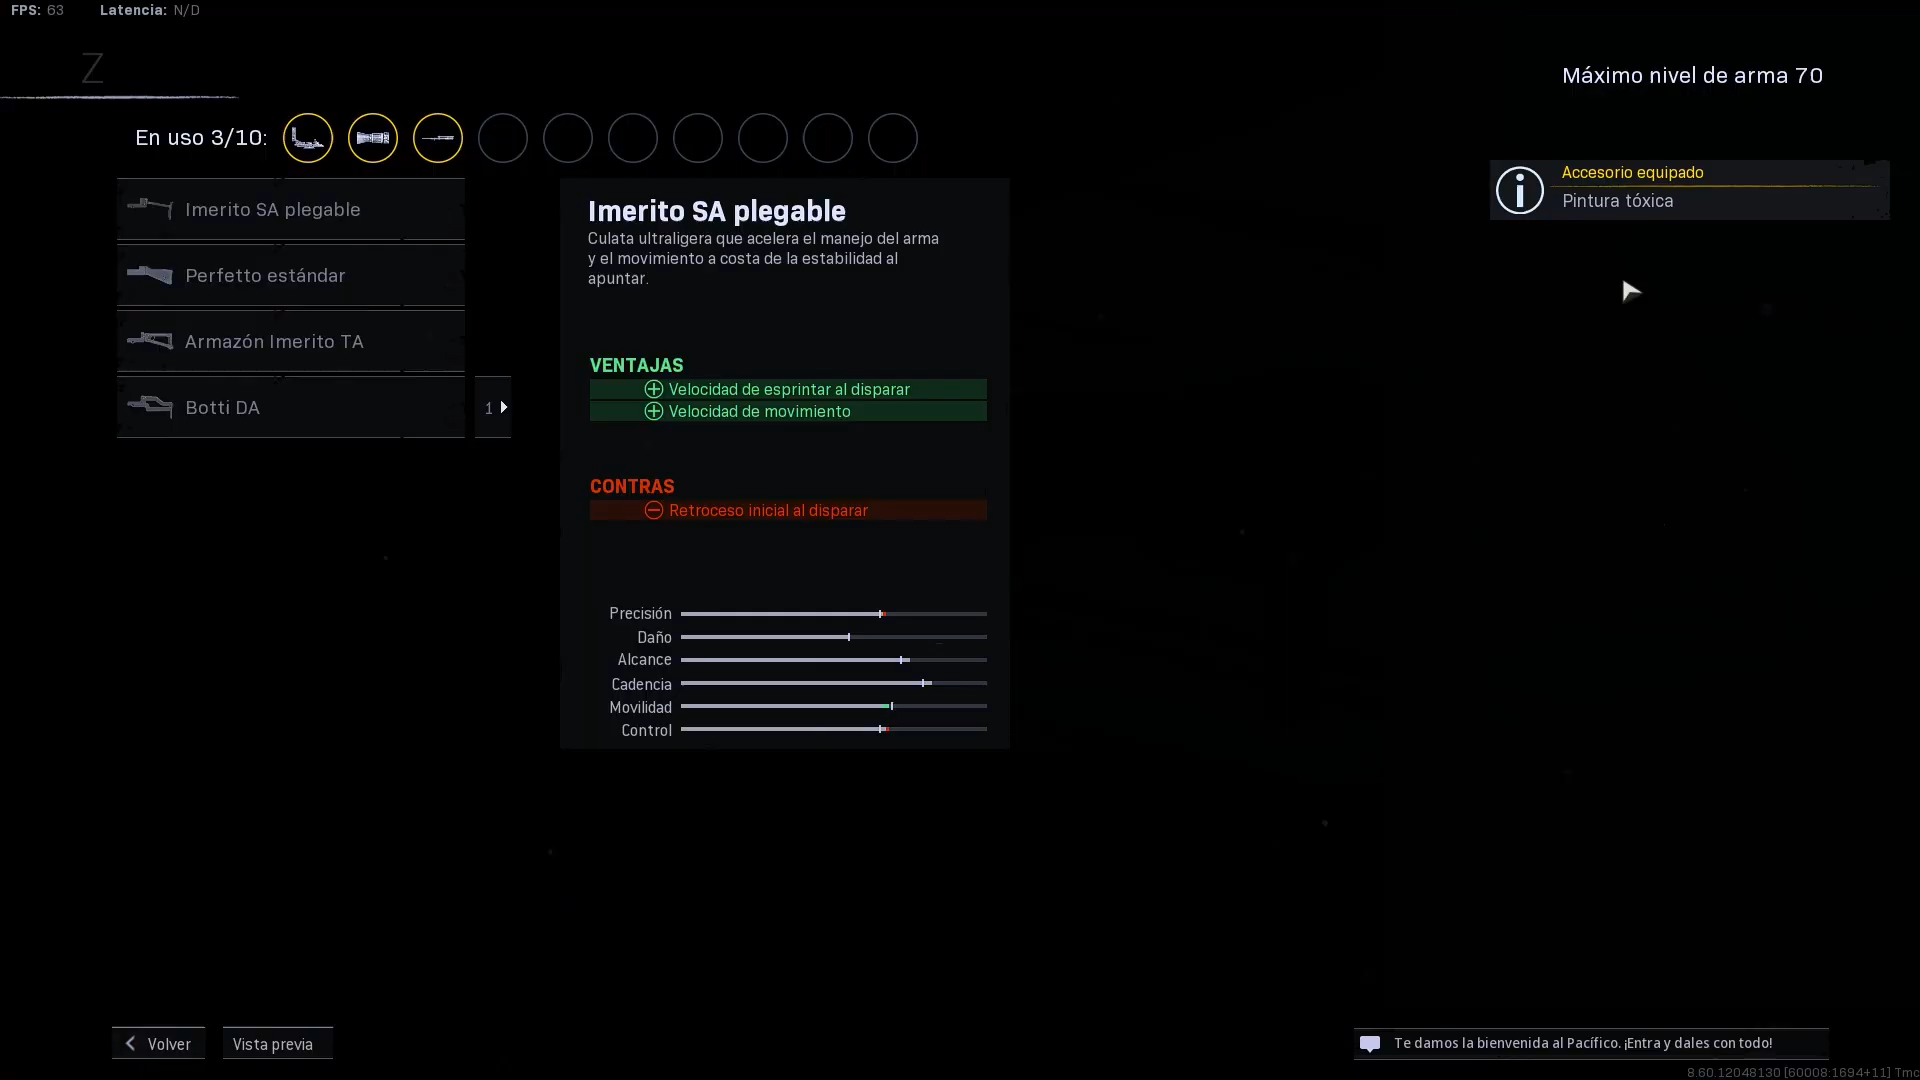 FPS: 63 Latencia: N/D
Z
Máximo nivel de arma 70
En uso 3/10:
Accesorio equipado
Pintura tóxica
Imerito SA plegable
Perfetto estándar
Armazón Imerito TA
Botti DA
1
Imerito SA plegable
Culata ultraligera que acelera el manejo del arma
y el movimiento a costa de la estabilidad al
apuntar.
VENTAJAS
Velocidad de esprintar al disparar
Velocidad de movimiento
CONTRAS
Retroceso inicial al disparar
Precisión
Daño
Alcance
Cadencia
Movilidad
Control
Volver
Vista previa
Te damos la bienvenida al Pacífico. ¡Entra y dales con todo!
8.60.12048130 [60008:1694+11] Tmc